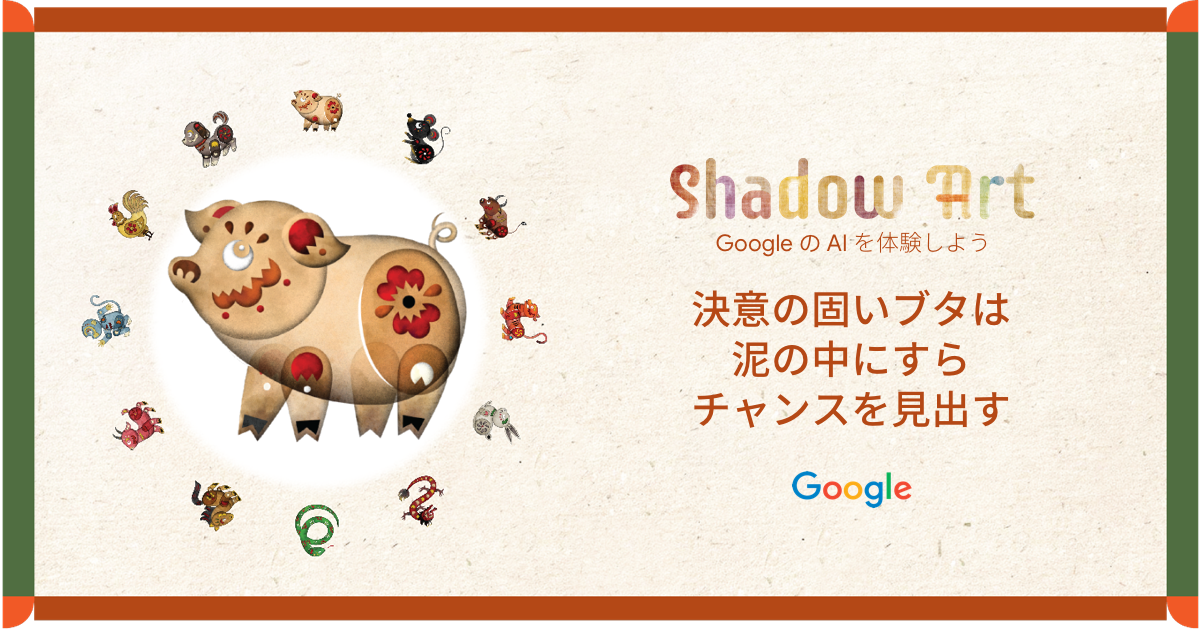 Shadow Art
Google の AI を体験しよう
決意の固いブタは
泥の中にすら
チャンスを見出す
Google